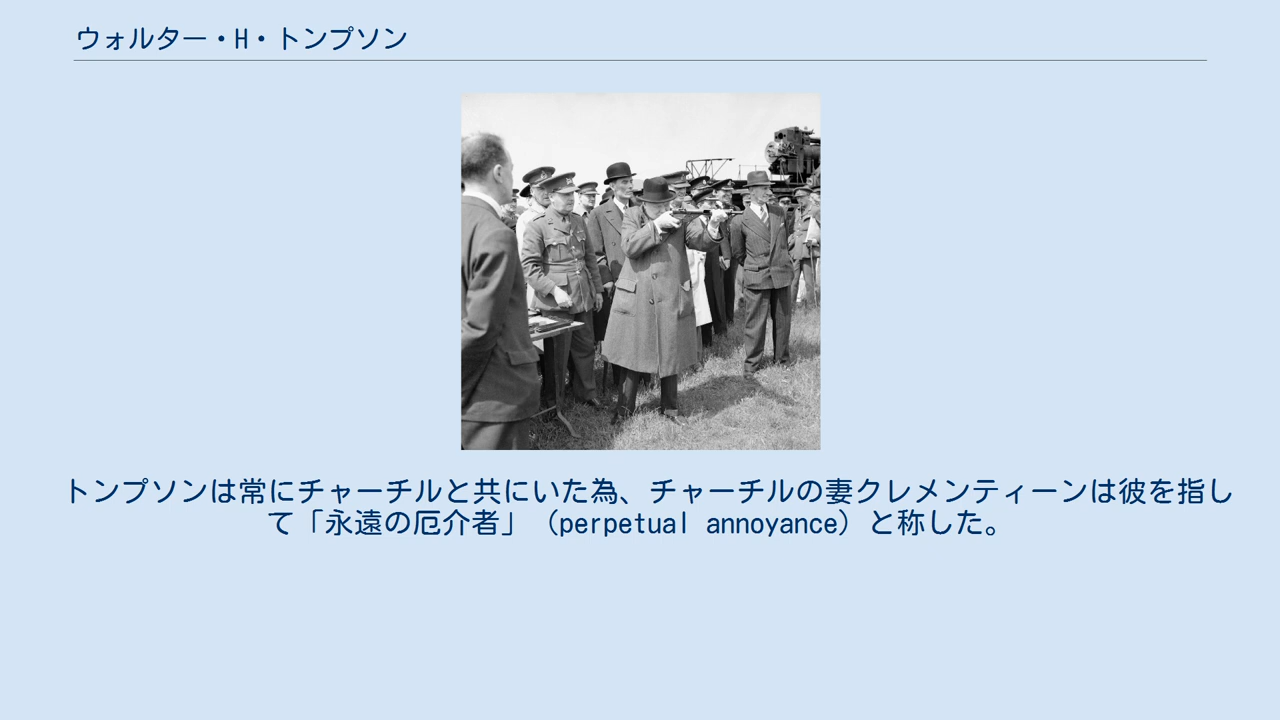 ウォルター・H・トンプソン
トンプソンは常にチャーチルと共にいた為、チャーチルの妻クレメンティーンは彼を指し
て「永遠の厄介者」（perpetual annoyance）と称した。